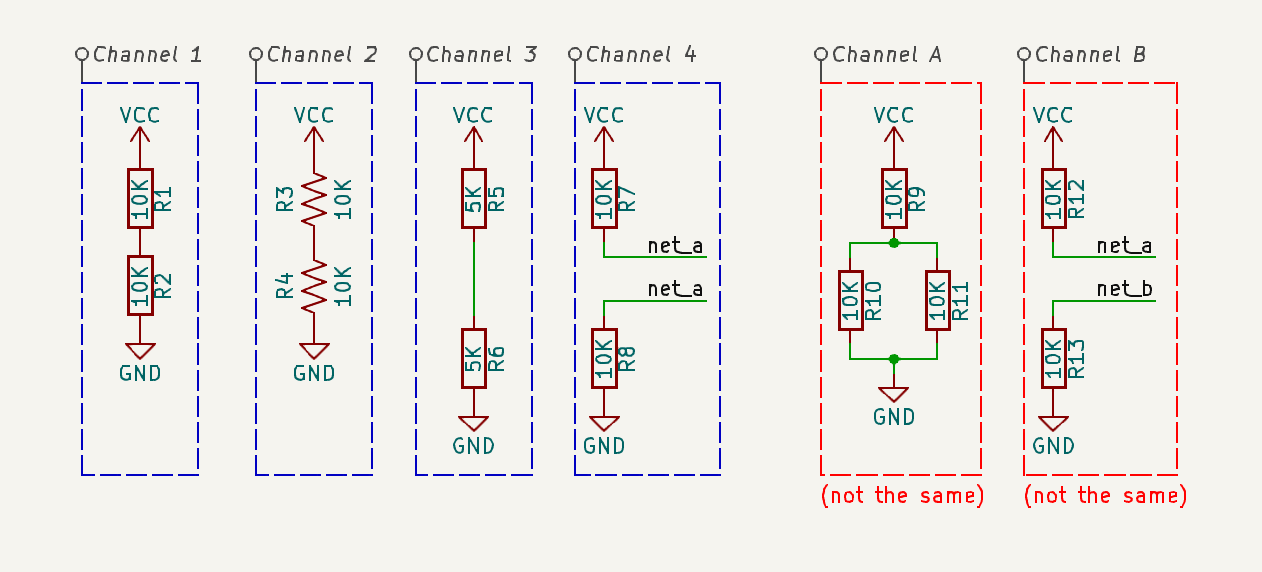 Channel 1
VCC
10K
R1
10K
R2
GND
Channel 2
VCC
R3
10K
R4
10K
GND
Channel 3
VCC
5K
R5
5K
R6
GND
Channel 4
VCC
10K
R7
net_a
net_a
10K
R8
GND
Channel A
VCC
10K
R9
10K
R10
10K
R11
GND
(not the same)
Channel B
VCC
10K
R12
net_a
net_b
10K
R13
GND
(not the same)